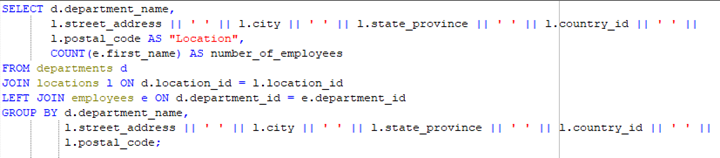 SELECT d.department_name,
l.street_address || ' ' || l.city || ' ' || l.state_province || ' ' || l.country_id || ' ' ||
l.postal_code AS "Location",
COUNT(e.first_name) AS number_of_employees
FROM departments d
JOIN locations l ON d.location_id = l.location_id
LEFT JOIN employees e ON d.department_id = e.department_id
GROUP BY d.department_name,
l.street_address || ' ' || l.city || ' ' || l.state_province || ' ' || l.country_id || ' ' ||
l.postal_code;